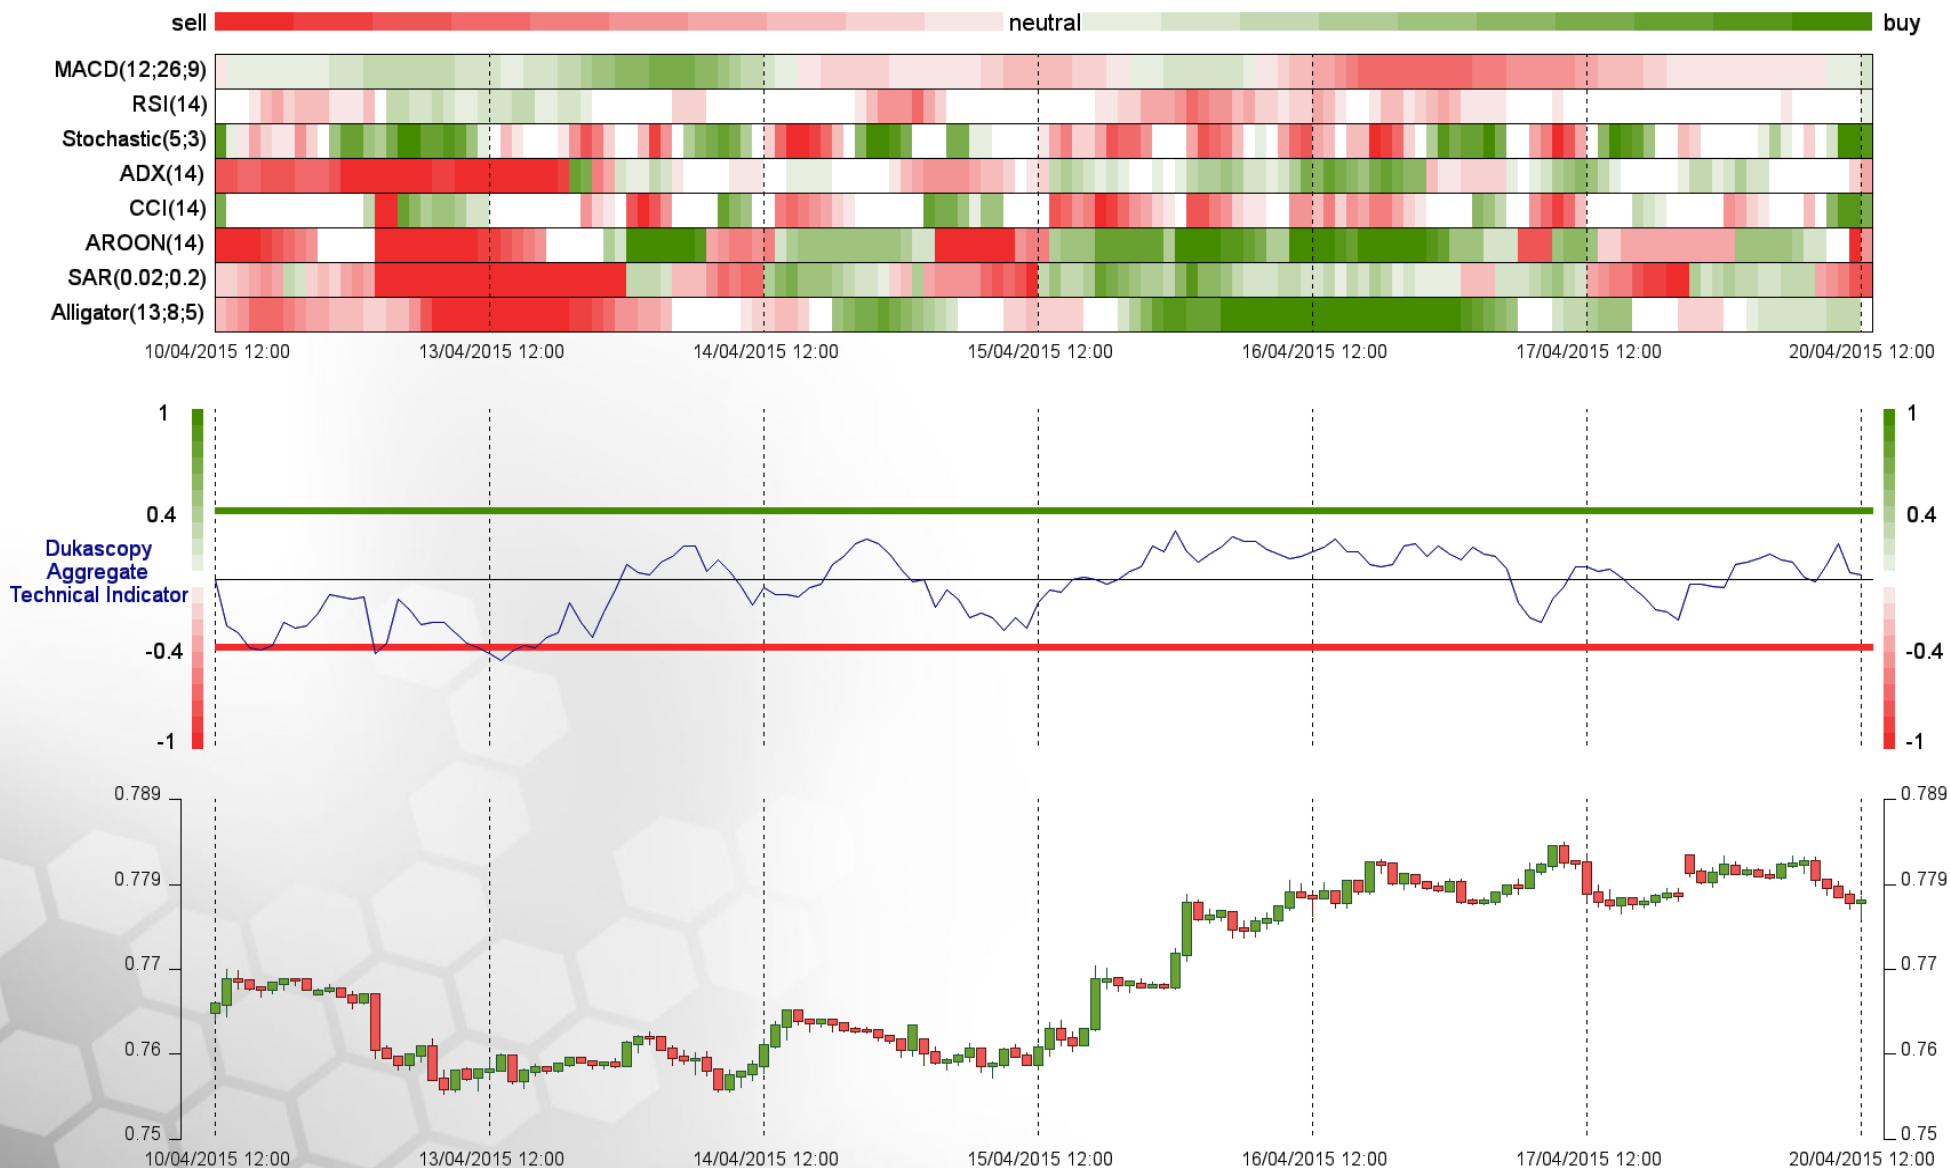 sell neutral buy
MACD(12;26;9)
RSI(14)
Stochastic(5;3)
ADX(14)
CCI(14)
AROON(14)
SAR(0.02;0.2)
Alligator(13;8;5)
10/04/2015 12:00 13/04/2015 12:00 14/04/2015 12:00 15/04/2015 12:00 16/04/2015 12:00 17/04/2015 12:00 20/04/2015 12:00
1 1
0.4 0.4
Dukascopy
Aggregate
Technical Indicator
-0.4 -0.4
-1 -1
0.789 0.789
0.779 0.779
0.77 0.77
0.76 0.76
0.75 0.75
10/04/2015 12:00 13/04/2015 12:00 14/04/2015 12:00 15/04/2015 12:00 16/04/2015 12:00 17/04/2015 12:00 20/04/2015 12:00